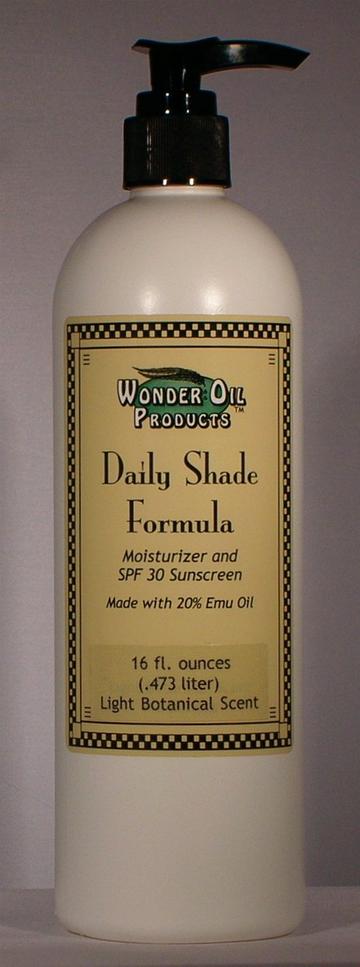 WONDER OIL
PRODUCTS™
Daily Shade
Formula
Moisturizer and
SPF 30 Sunscreen
Made with 20% Emu Oil
16 fl. ounces
(.473 liter)
Light Botanical Scent